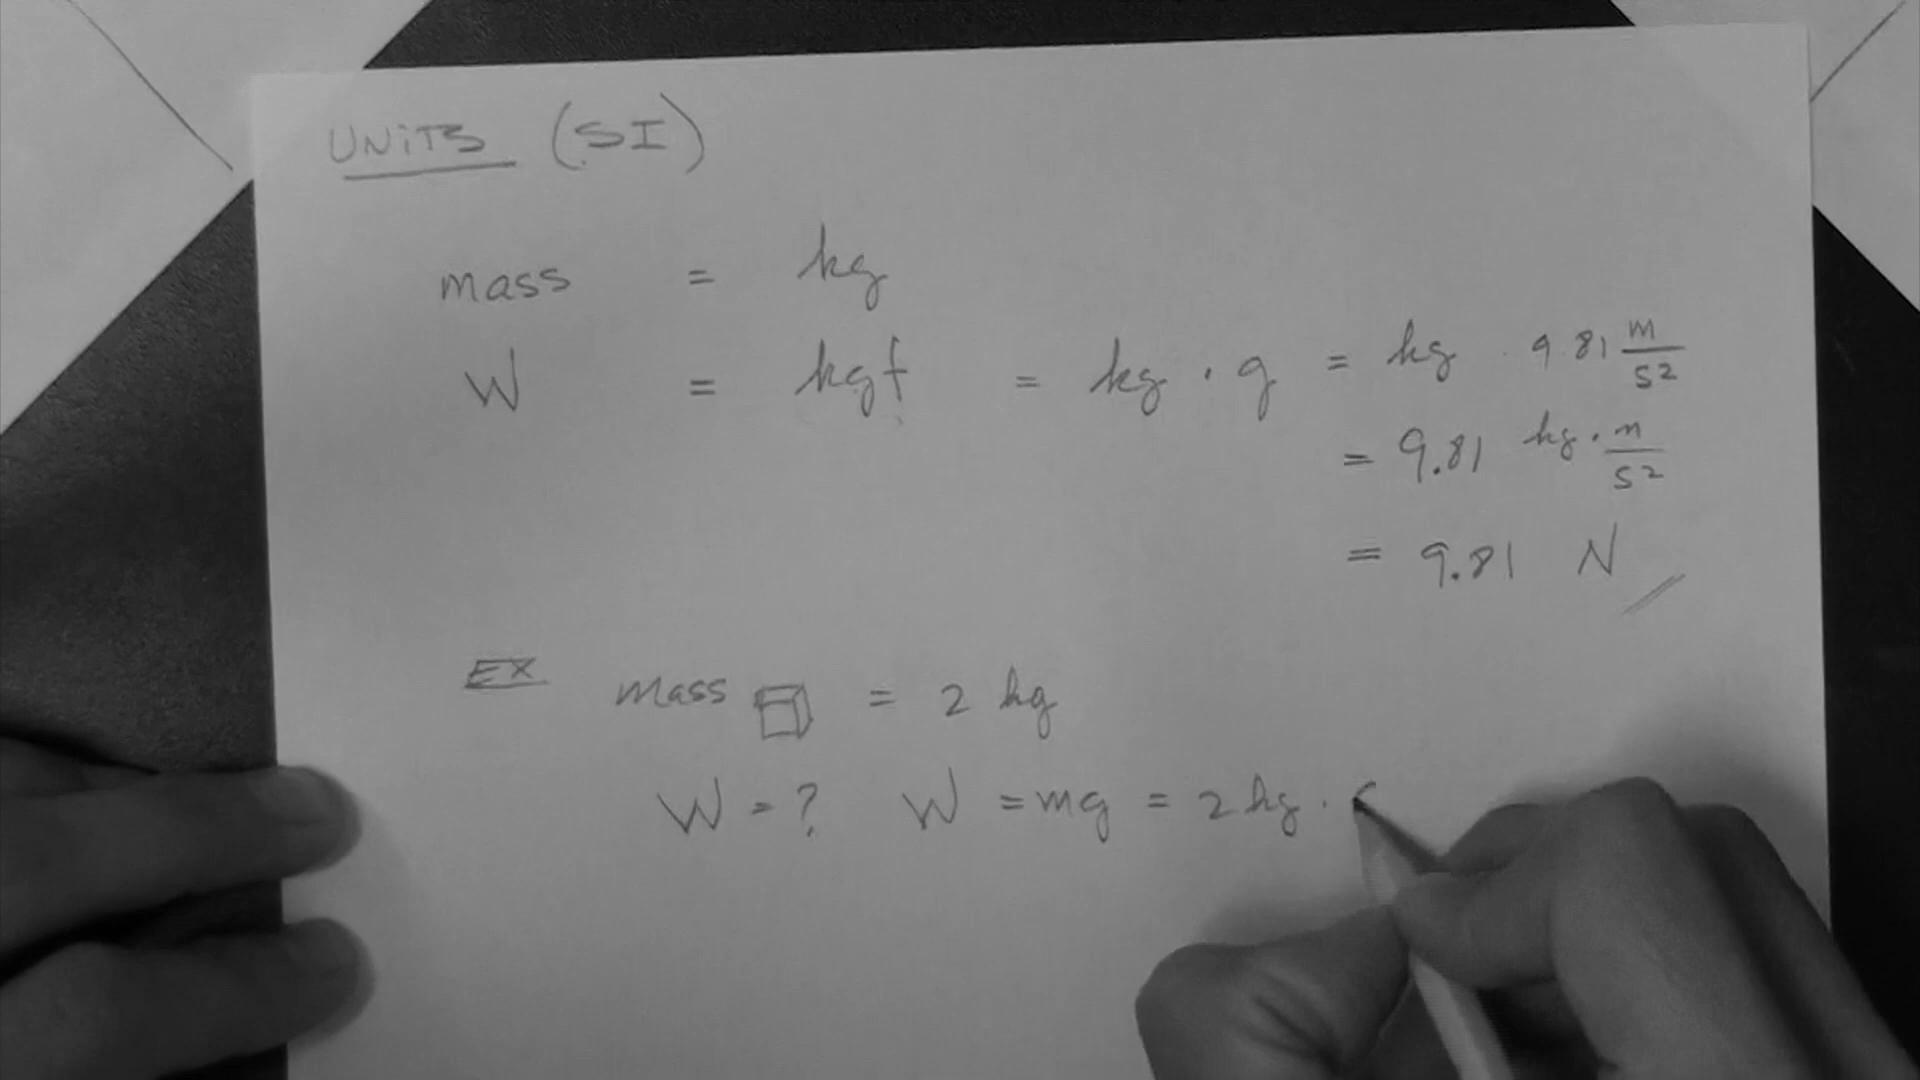 UNiTS (SI)
mass = kg
W = kgf = kg · g = kg · 9.81 m/s2
= 9.81 kg · m/s2
= 9.81 N
EX mass = 2 kg
W = ? W = mg = 2 kg ·